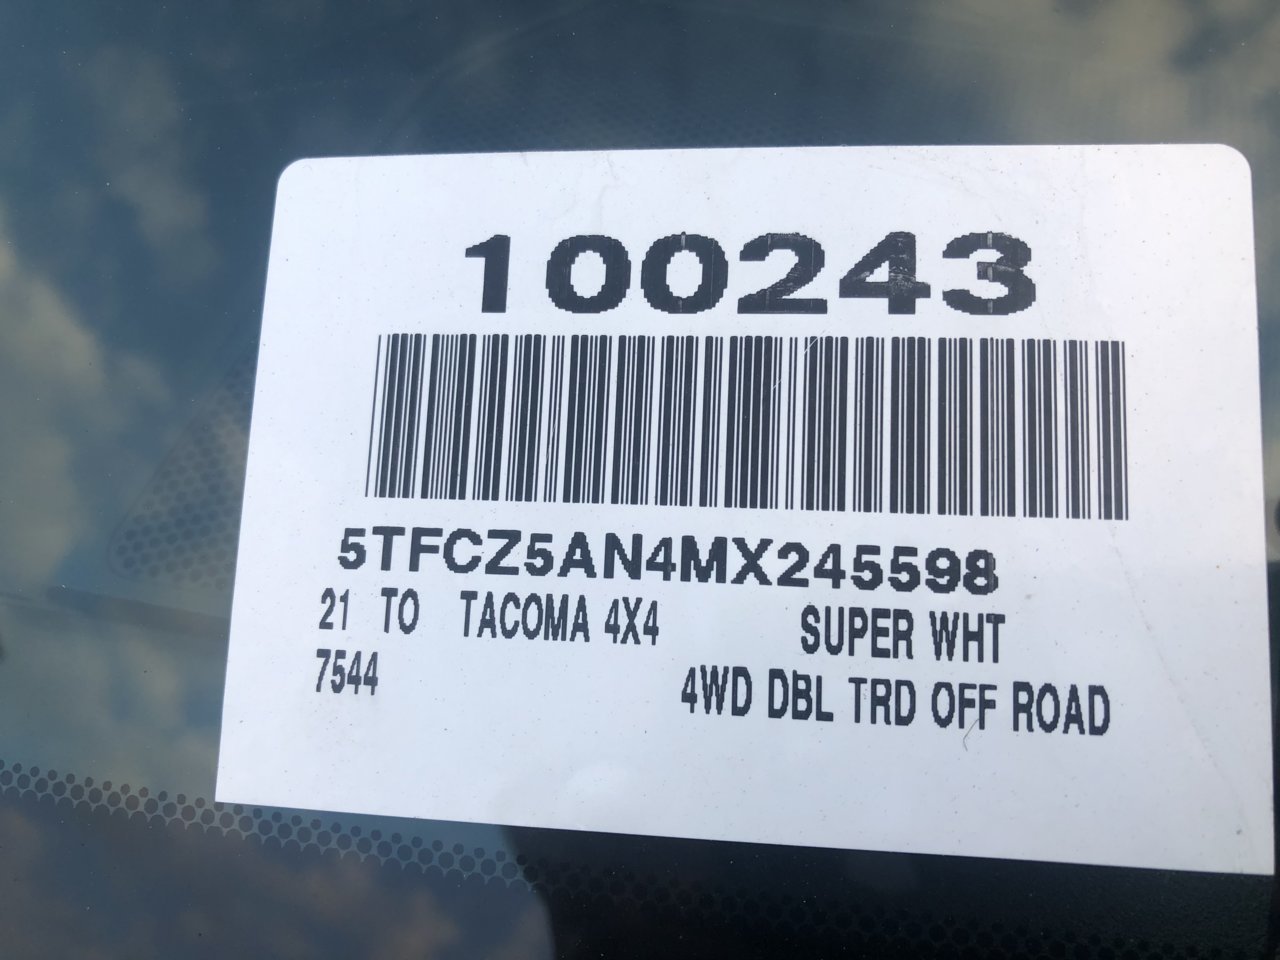 100243
5TFCZ5AN4MX245598
21 TO TACOMA 4X4 SUPER WHT
7544 4WD DBL TRD OFF ROAD